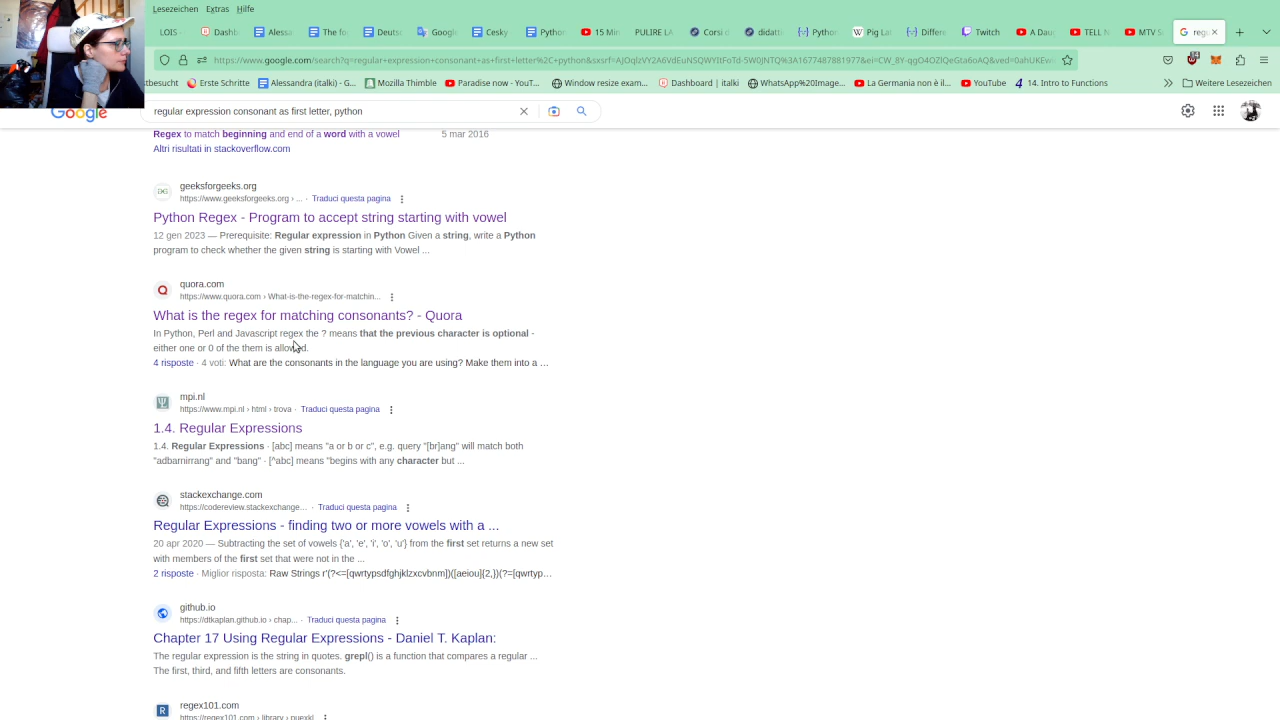 Lesezeichen Extras Hilfe
LOIS - Dashb Alessa The fo Deuts Googl Cesky Pytho 15 Min PULIRE LA Corsi d didatti (Pytho Pig Lat Differe Twitch A Dau TELL N MTV S regu
https://www.google.com/search?q=regular+expression+consonant+as+first+letter%2C+python&sxsrf=
besuchte Seiten Erste Schritte Alessandra (italki) - Mozilla Thimble Paradise now - YouT... Window resize exam... Dashboard | italki WhatsApp%20Image... La Germania non è il... YouTube 14. Intro to Functions Weitere Lesezeichen
Google regular expression consonant as first letter, python
Regex to match beginning and end of a word with a vowel 5 mar 2016
Altri risultati in stackoverflow.com
geeksforgeeks.org
https://www.geeksforgeeks.org › ... · Traduci questa pagina
Python Regex - Program to accept string starting with vowel
12 gen 2023 — Prerequisite: Regular expression in Python Given a string, write a Python
program to check whether the given string is starting with Vowel ...
quora.com
https://www.quora.com › What-is-the-regex-for-matchin...
What is the regex for matching consonants? - Quora
In Python, Perl and Javascript regex the ? means that the previous character is optional -
either one or 0 of the them is allowed.
4 risposte · 4 voti: What are the consonants in the language you are using? Make them into a ...
mpi.nl
https://www.mpi.nl › html › trova · Traduci questa pagina
1.4. Regular Expressions
1.4. Regular Expressions · [abc] means "a or b or c", e.g. query "[br]ang" will match both
"adbarnirrang" and "bang" · [^abc] means "begins with any character but ...
stackexchange.com
https://codereview.stackexchange... · Traduci questa pagina
Regular Expressions - finding two or more vowels with a ...
20 apr 2020 — Subtracting the set of vowels {'a', 'e', 'i', 'o', 'u'} from the first set returns a new set
with members of the first set that were not in the ...
2 risposte · Miglior risposta: Raw Strings r'(?<=[qwrtypsdfghjklzxcvbnm])([aeiou]{2,})(?=[qwrtyp...
github.io
https://dtkaplan.github.io › chap... · Traduci questa pagina
Chapter 17 Using Regular Expressions - Daniel T. Kaplan:
The regular expression is the string in quotes. grepl() is a function that compares a regular ...
The first, third, and fifth letters are consonants.
regex101.com
https://regex101.com › library ›